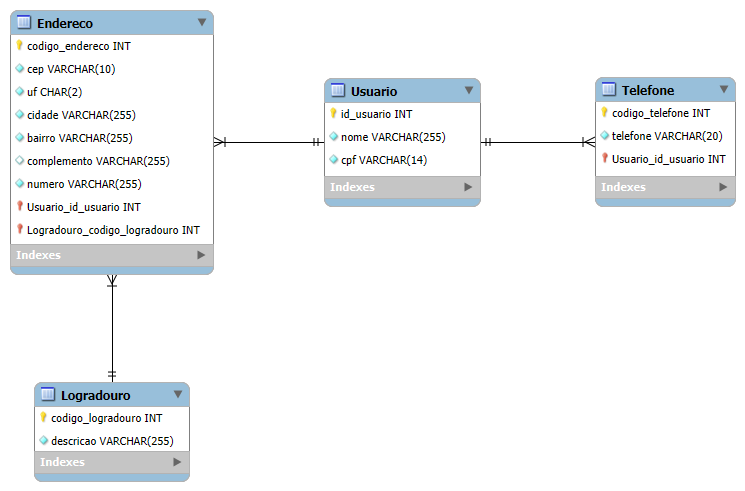 Endereco
codigo_endereco INT
cep VARCHAR(10)
uf CHAR(2)
cidade VARCHAR(255)
bairro VARCHAR(255)
complemento VARCHAR(255)
numero VARCHAR(255)
Usuario_id_usuario INT
Logradouro_codigo_logradouro INT
Indexes
Usuario
id_usuario INT
nome VARCHAR(255)
cpf VARCHAR(14)
Indexes
Telefone
codigo_telefone INT
telefone VARCHAR(20)
Usuario_id_usuario INT
Indexes
Logradouro
codigo_logradouro INT
descricao VARCHAR(255)
Indexes